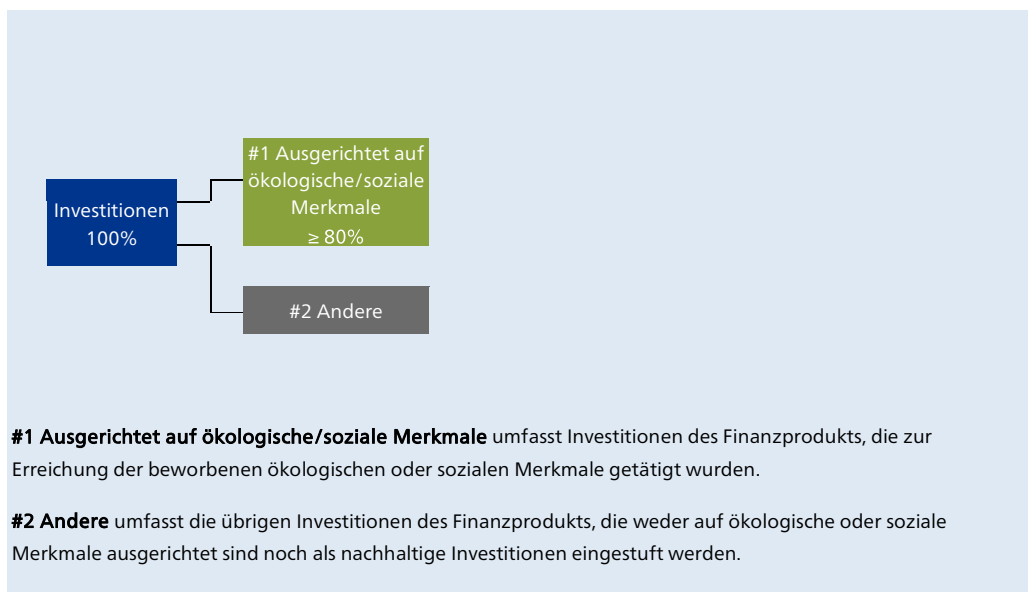 #1 Ausgerichtet auf
ökologische/soziale
Merkmale
≥ 80%
Investitionen
100%
#2 Andere
#1 Ausgerichtet auf ökologische/soziale Merkmale umfasst Investitionen des Finanzprodukts, die zur
Erreichung der beworbenen ökologischen oder sozialen Merkmale getätigt wurden.
#2 Andere umfasst die übrigen Investitionen des Finanzprodukts, die weder auf ökologische oder soziale
Merkmale ausgerichtet sind noch als nachhaltige Investitionen eingestuft werden.